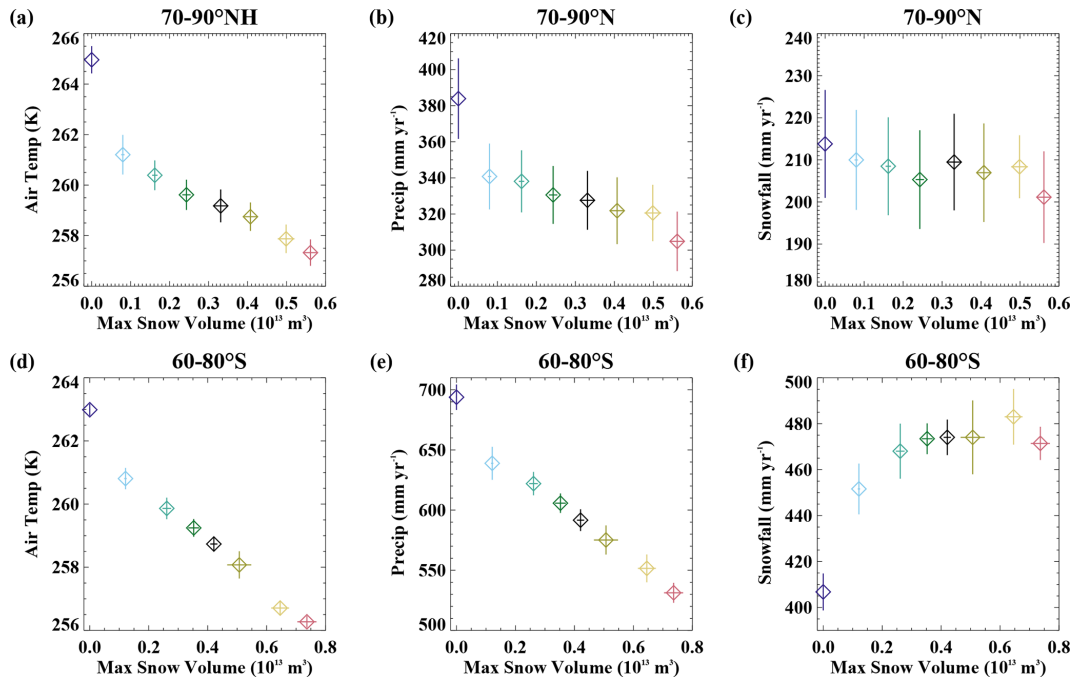 (a) 70-90°NH
266
264
262
260
258
256
Air Temp (K)
0.0 0.1 0.2 0.3 0.4 0.5 0.6
Max Snow Volume (10¹³ m³)
(b) 70-90°N
420
400
380
360
340
320
300
280
Precip (mm yr⁻¹)
0.0 0.1 0.2 0.3 0.4 0.5 0.6
Max Snow Volume (10¹³ m³)
(c) 70-90°N
240
230
220
210
200
190
180
Snowfall (mm yr⁻¹)
0.0 0.1 0.2 0.3 0.4 0.5 0.6
Max Snow Volume (10¹³ m³)
(d) 60-80°S
264
262
260
258
256
Air Temp (K)
0.0 0.2 0.4 0.6 0.8
Max Snow Volume (10¹³ m³)
(e) 60-80°S
700
650
600
550
500
Precip (mm yr⁻¹)
0.0 0.2 0.4 0.6 0.8
Max Snow Volume (10¹³ m³)
(f) 60-80°S
500
480
460
440
420
400
Snowfall (mm yr⁻¹)
0.0 0.2 0.4 0.6 0.8
Max Snow Volume (10¹³ m³)